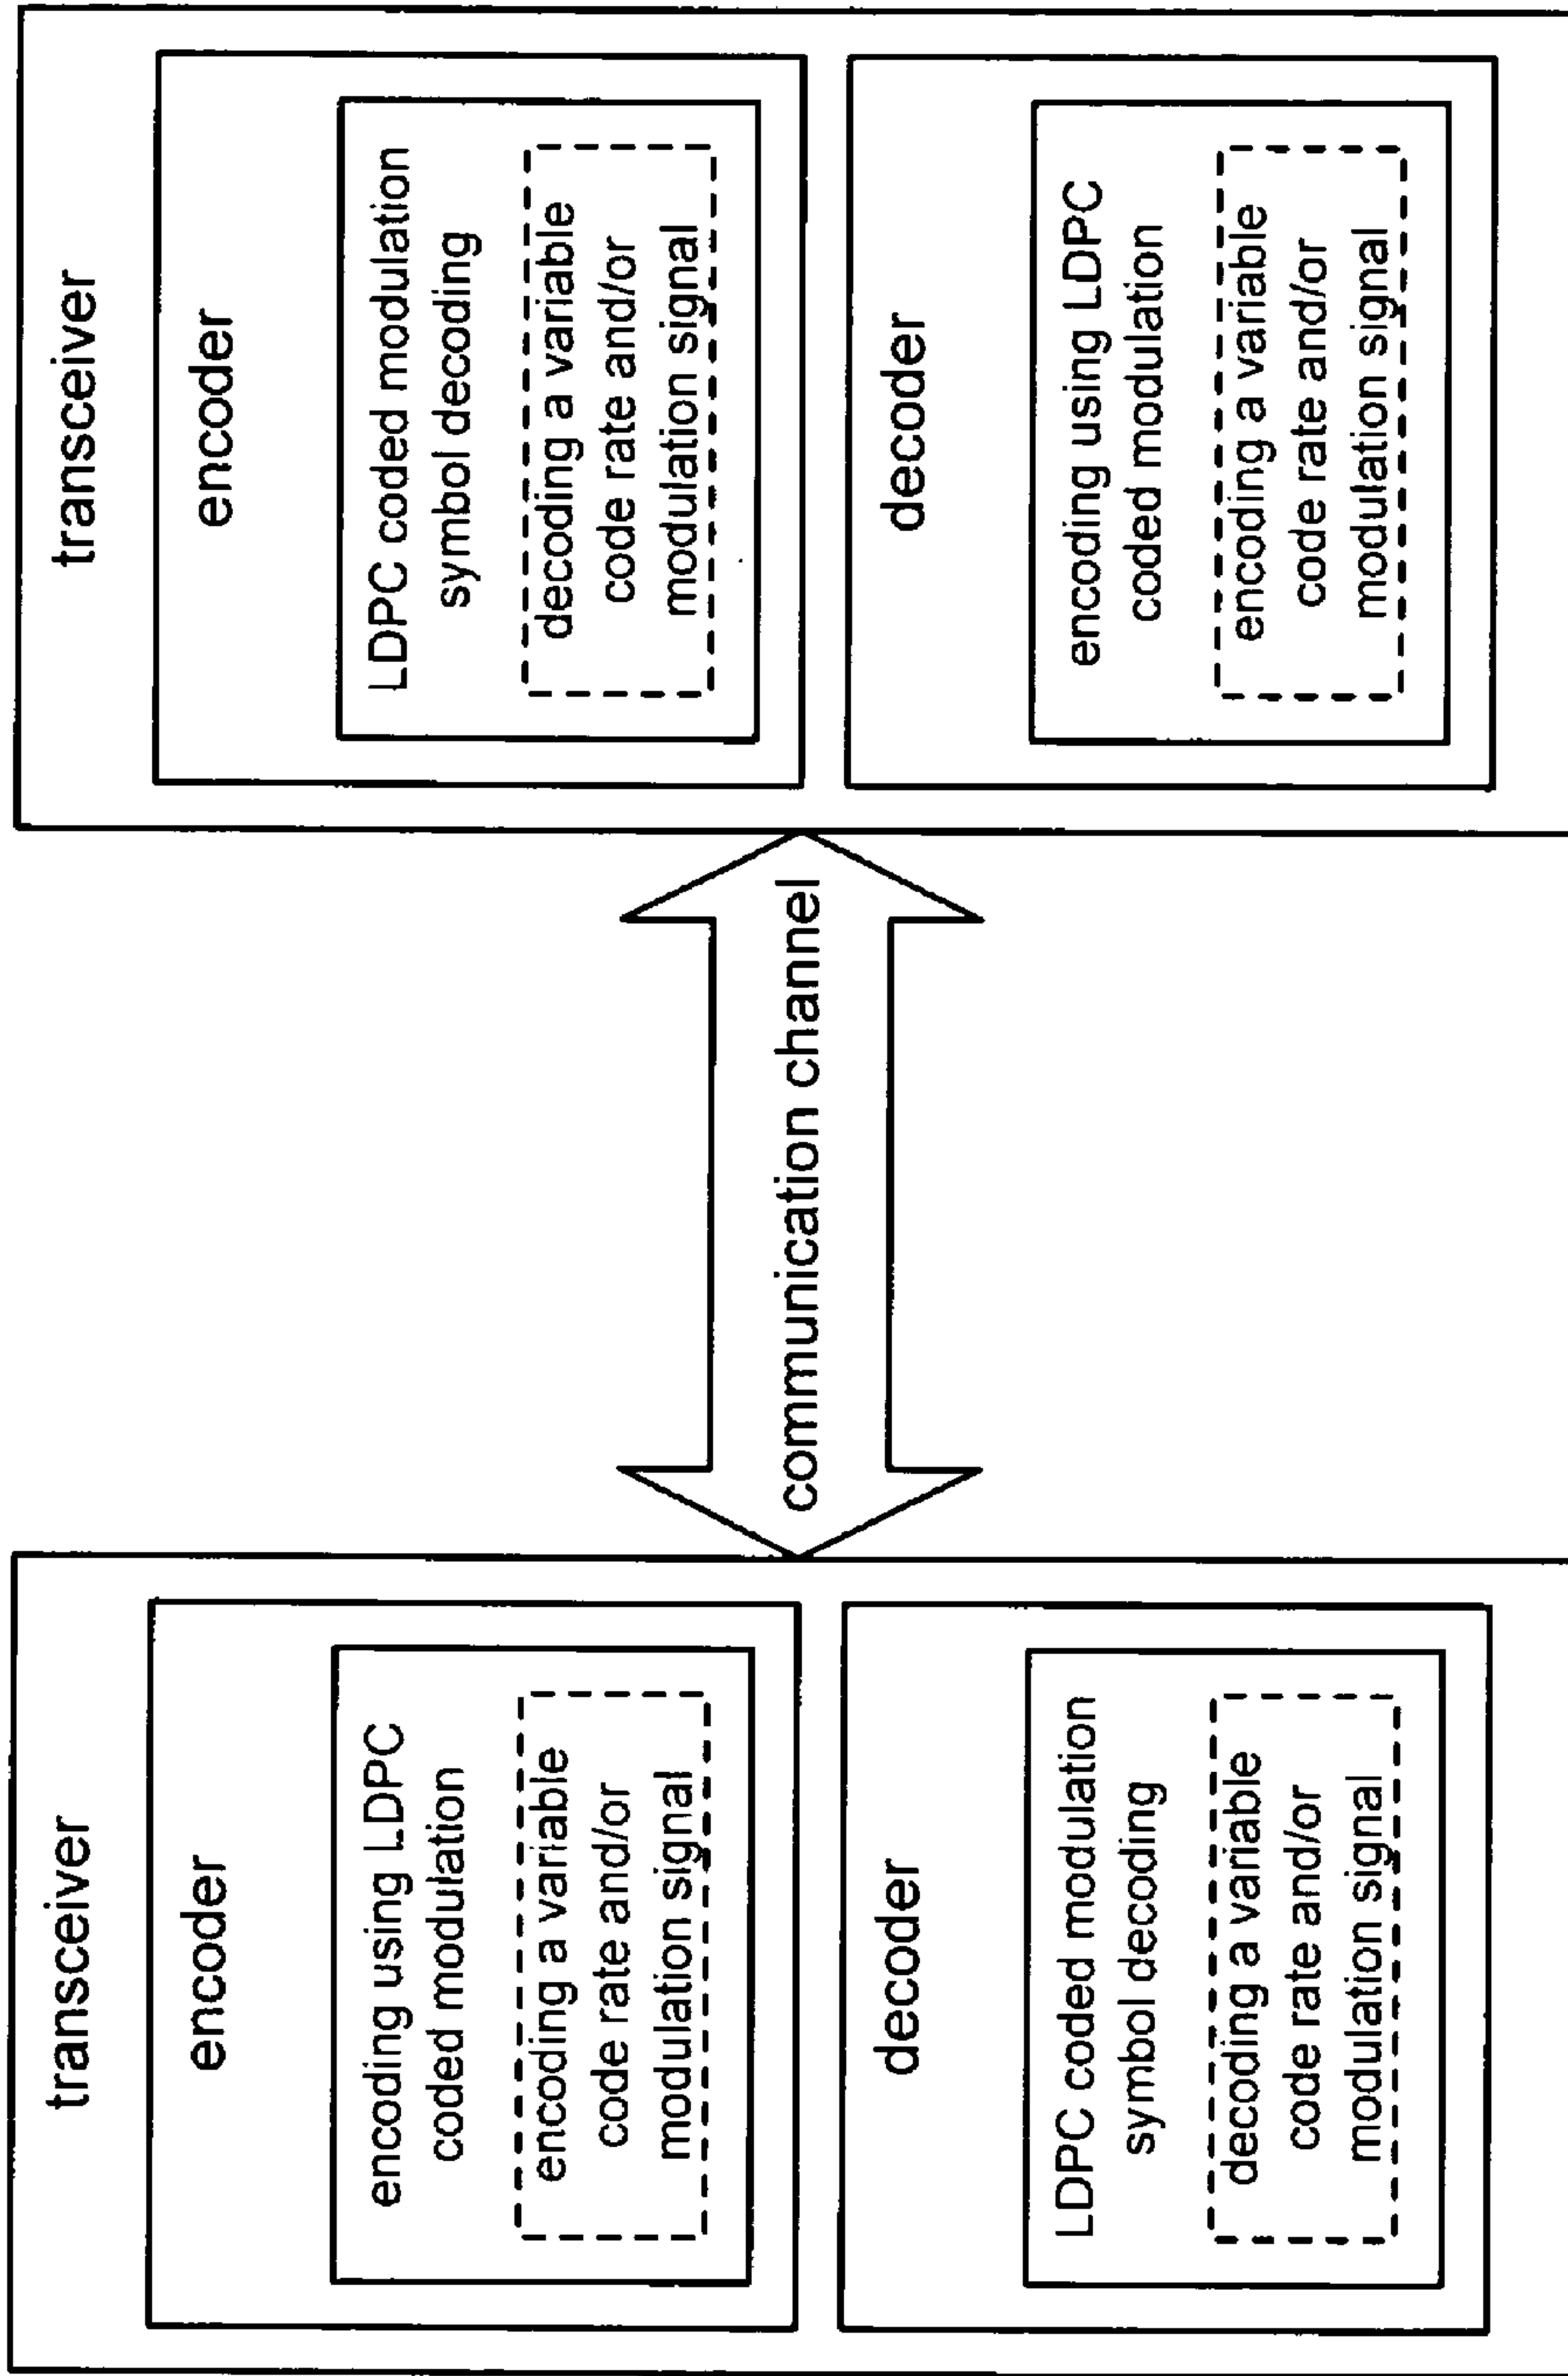 transceiver
encoder
encoding using LDPC
coded modulation
encoding a variable
code rate and/or
modulation signal
decoder
LDPC coded modulation
symbol decoding
decoding a variable
code rate and/or
modulation signal
communication channel
transceiver
encoder
LDPC coded modulation
symbol decoding
decoding a variable
code rate and/or
modulation signal
decoder
encoding using LDPC
coded modulation
encoding a variable
code rate and/or
modulation signal